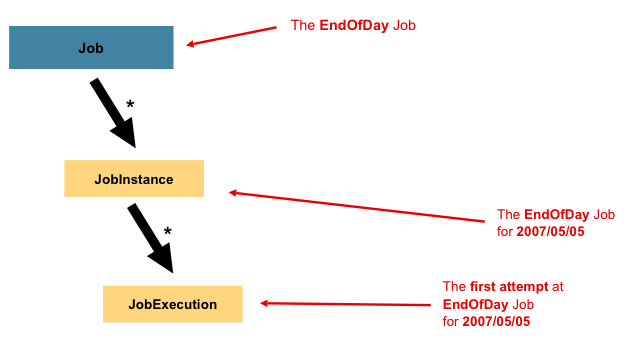 The EndOfDay Job
Job
*
JobInstance
The EndOfDay Job
for 2007/05/05
*
The first attempt at
EndOfDay Job
for 2007/05/05
JobExecution